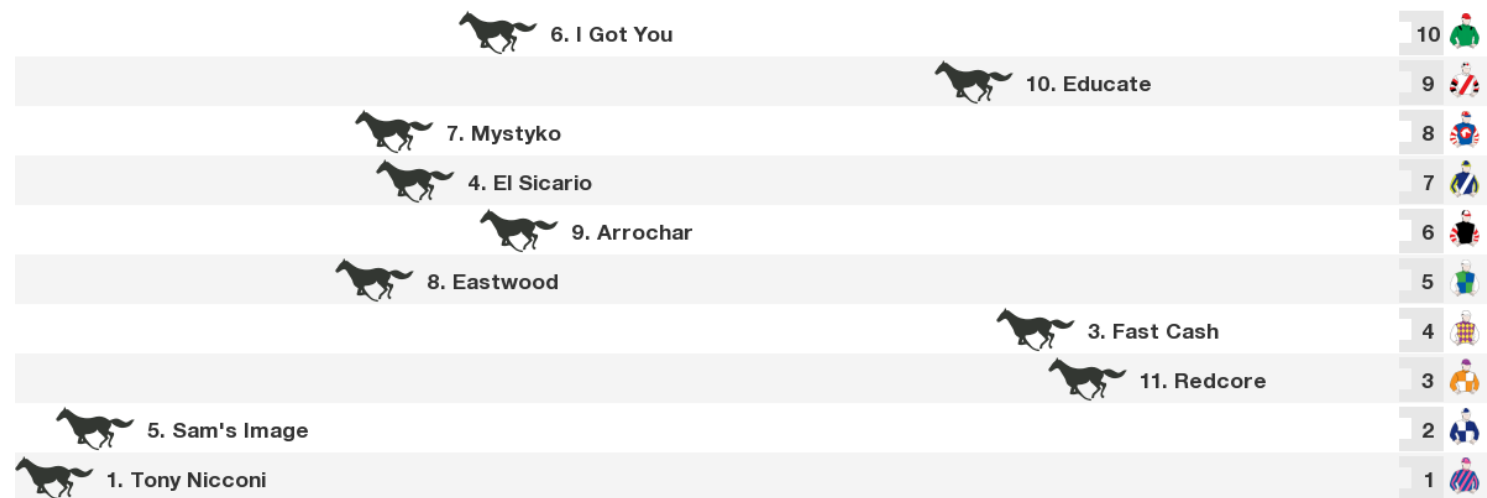 6. I Got You 10
10. Educate 9
7. Mystyko 8
4. El Sicario 7
9. Arrochar 6
8. Eastwood 5
3. Fast Cash 4
11. Redcore 3
5. Sam's Image 2
1. Tony Nicconi 1